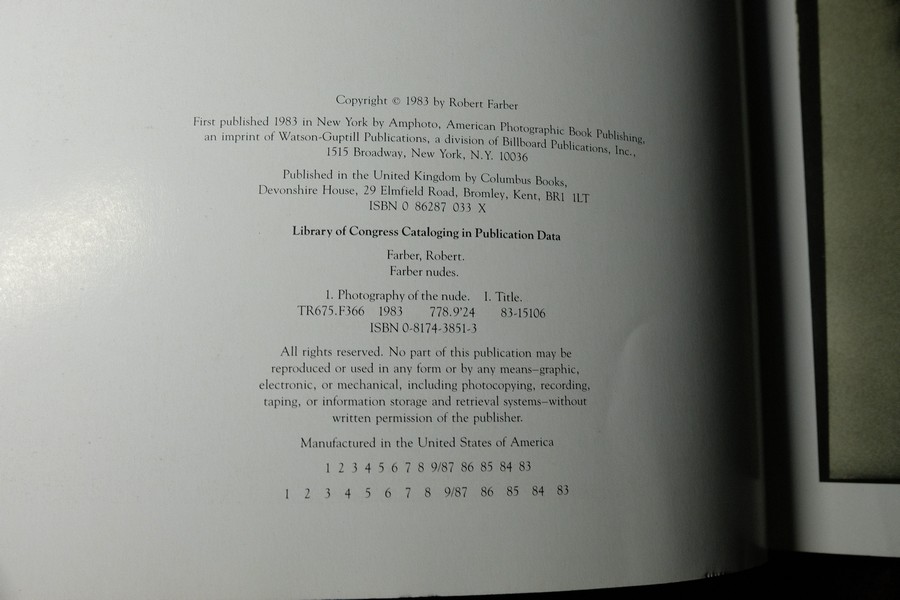 Copyright © 1983 by Robert Farber
First published 1983 in New York by Amphoto, American Photographic Book Publishing,
an imprint of Watson-Guptill Publications, a division of Billboard Publications, Inc.,
1515 Broadway, New York, N.Y. 10036
Published in the United Kingdom by Columbus Books,
Devonshire House, 29 Elmfield Road, Bromley, Kent, BR1 1LT
ISBN 0 86287 033 X
Library of Congress Cataloging in Publication Data
Farber, Robert.
Farber nudes.
1. Photography of the nude. I. Title.
TR675.F366 1983 778.9'24 83-15106
ISBN 0-8174-3851-3
All rights reserved. No part of this publication may be
reproduced or used in any form or by any means–graphic,
electronic, or mechanical, including photocopying, recording,
taping, or information storage and retrieval systems–without
written permission of the publisher.
Manufactured in the United States of America
1 2 3 4 5 6 7 8 9/87 86 85 84 83
1 2 3 4 5 6 7 8 9/87 86 85 84 83